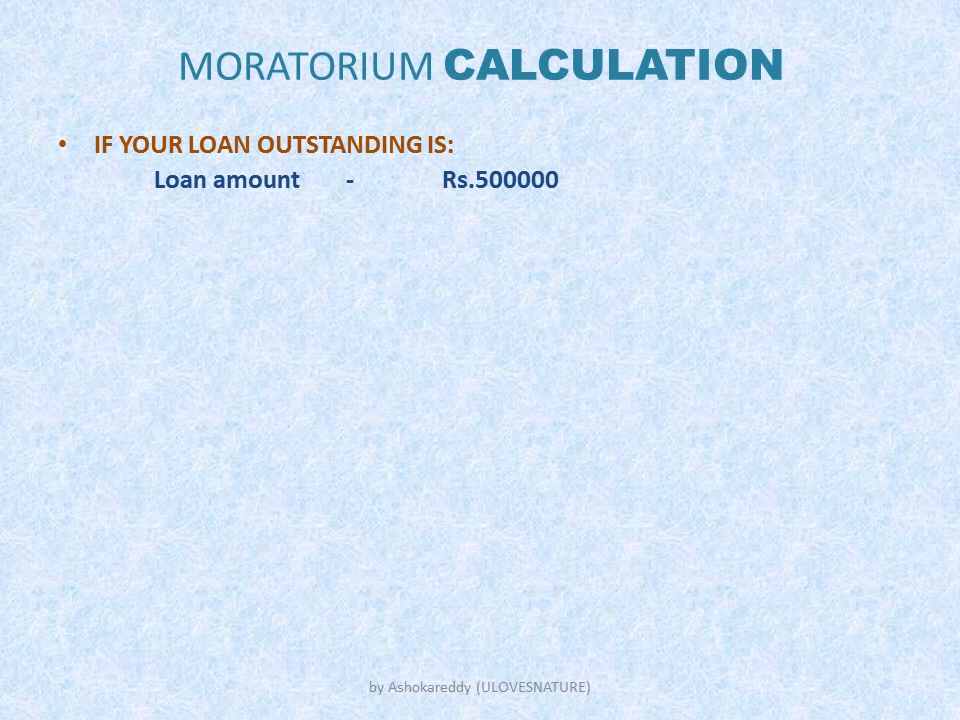 MORATORIUM CALCULATION
• IF YOUR LOAN OUTSTANDING IS:
Loan amount - Rs.500000
by Ashokareddy (ULOVESNATURE)